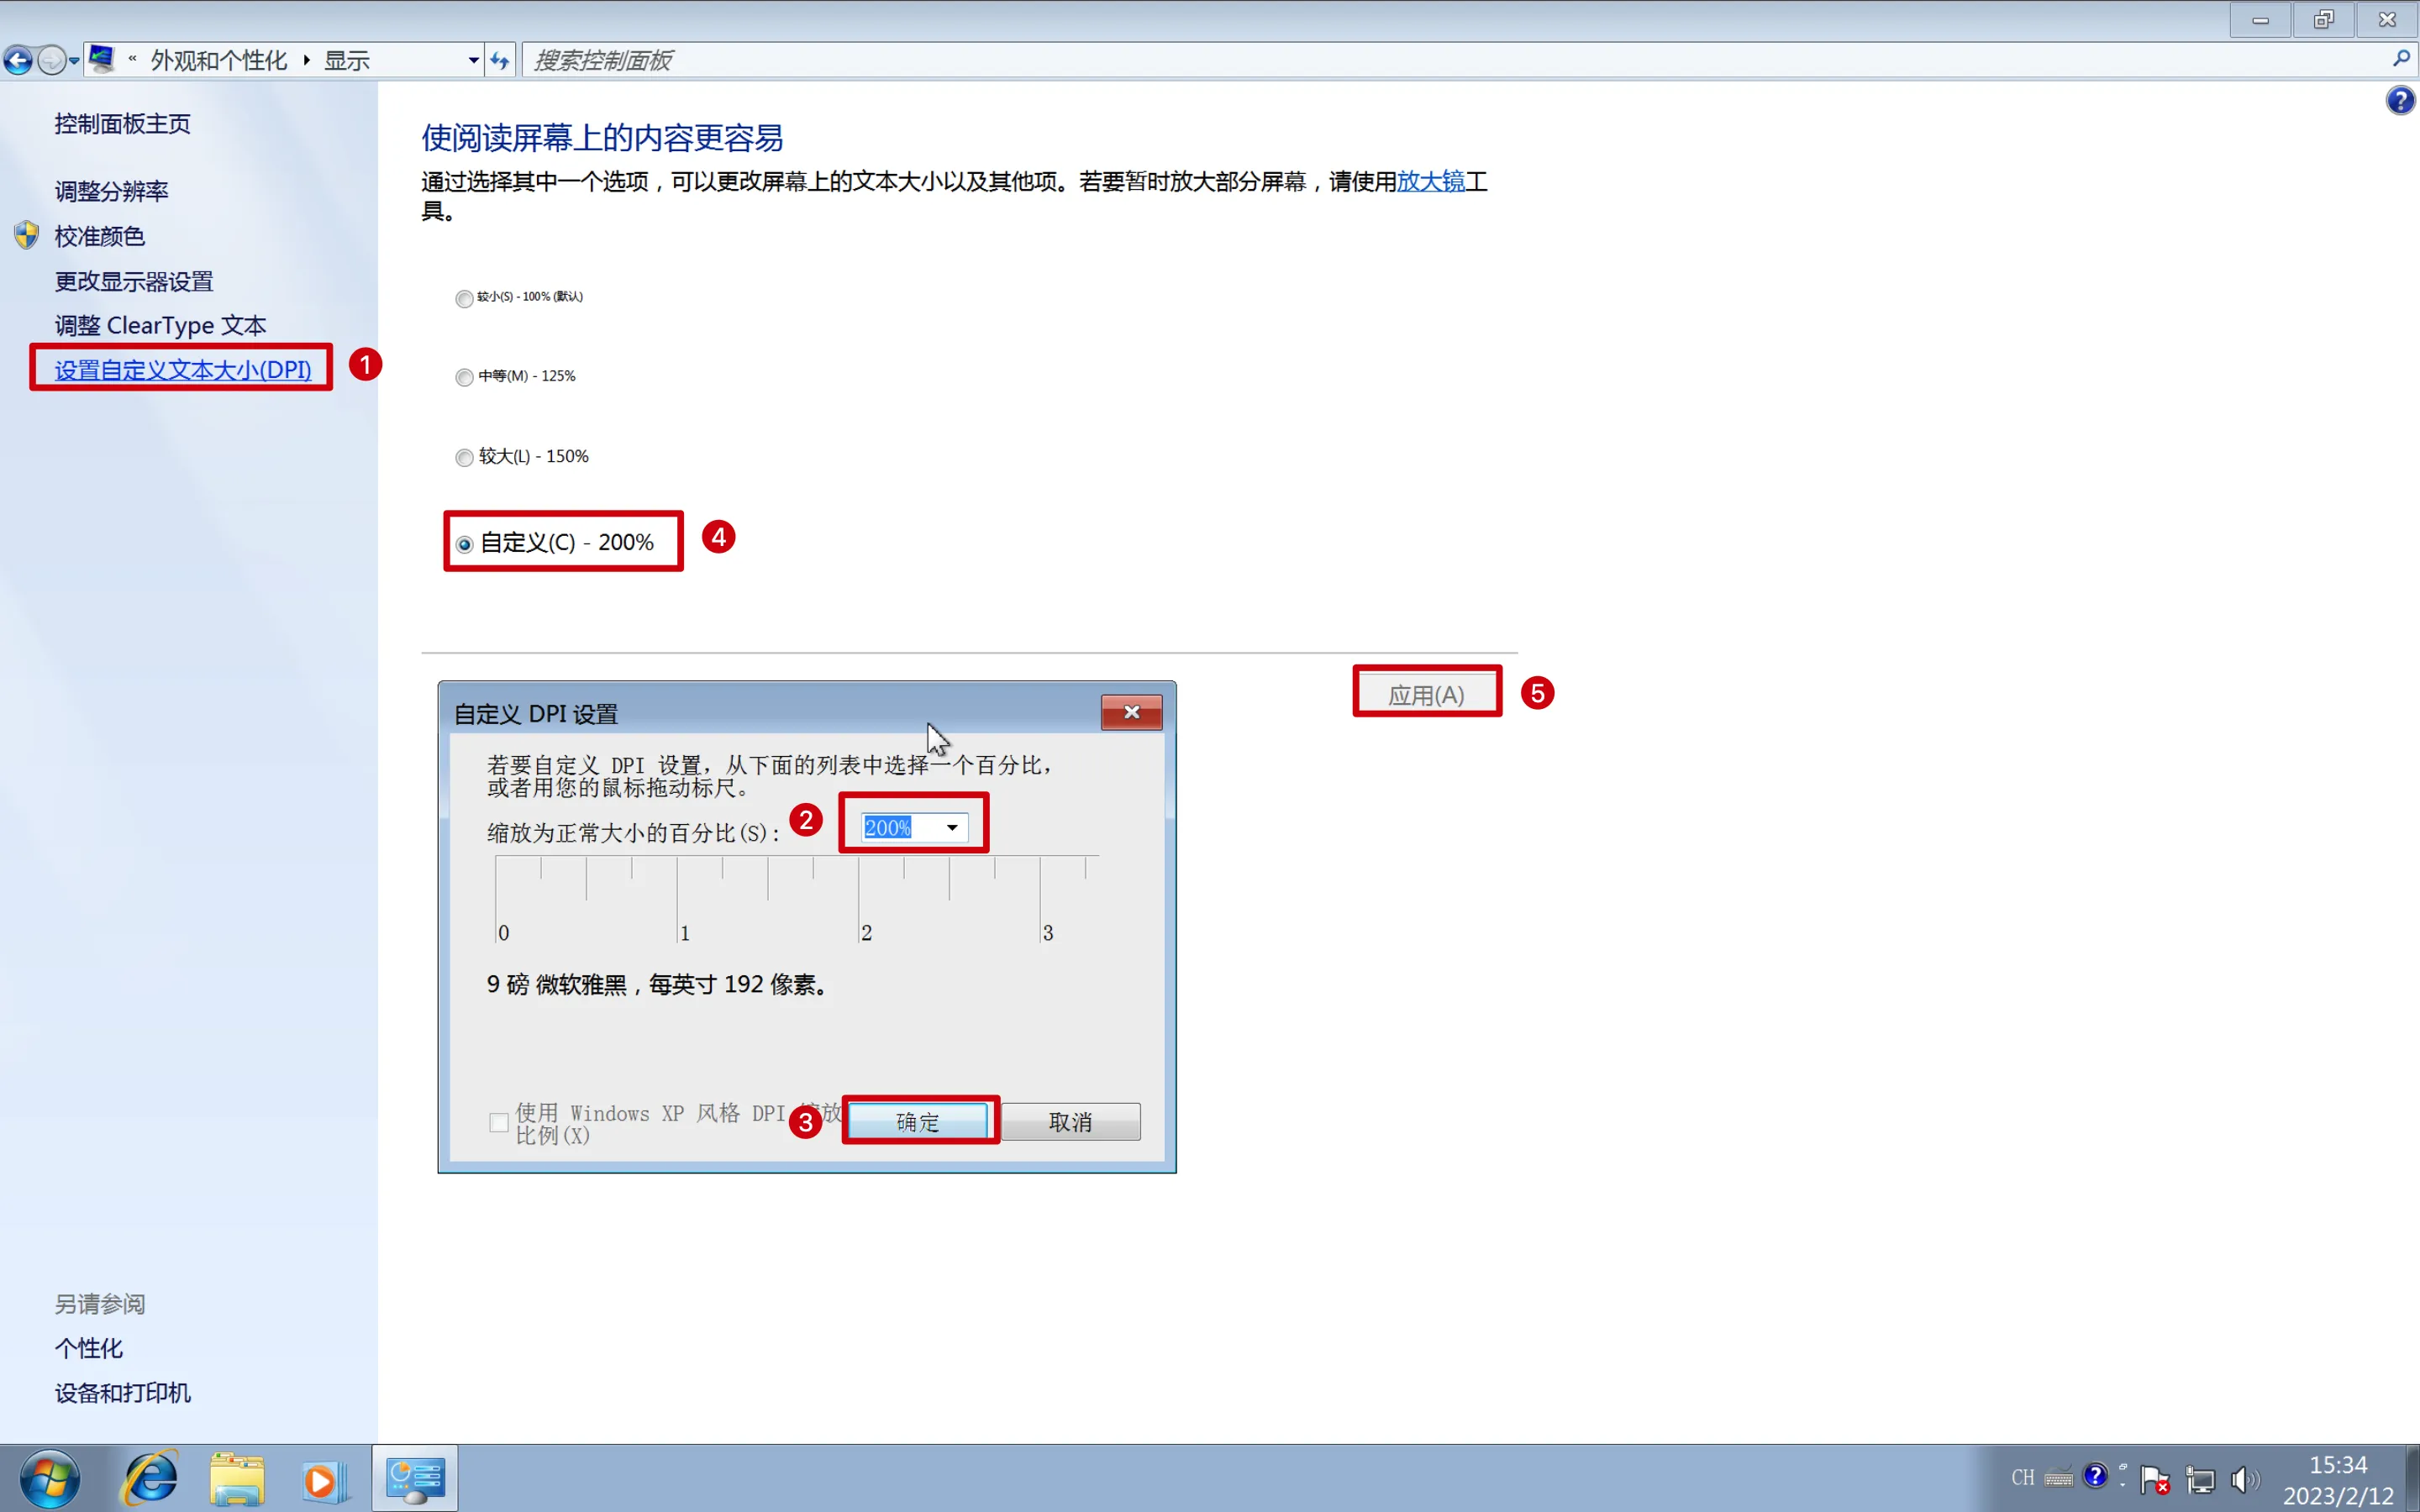 « 外观和个性化 ▸ 显示
搜索控制面板
控制面板主页
调整分辨率
校准颜色
更改显示器设置
调整 ClearType 文本
设置自定义文本大小(DPI)
1
另请参阅
个性化
设备和打印机
使阅读屏幕上的内容更容易
通过选择其中一个选项，可以更改屏幕上的文本大小以及其他项。若要暂时放大部分屏幕，请使用放大镜工
具。
较小(S) - 100% (默认)
中等(M) - 125%
较大(L) - 150%
自定义(C) - 200%
4
应用(A)
5
自定义 DPI 设置
若要自定义 DPI 设置，从下面的列表中选择一个百分比，
或者用您的鼠标拖动标尺。
缩放为正常大小的百分比(S)：
2
200%
0 1 2 3
9 磅 微软雅黑，每英寸 192 像素。
使用 Windows XP 风格 DPI 缩放
比例(X)
3
确定
取消
CH
15:34
2023/2/12